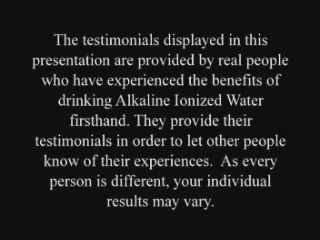 The testimonials displayed in this
presentation are provided by real people
who have experienced the benefits of
drinking Alkaline Ionized Water
firsthand. They provide their
testimonials in order to let other people
know of their experiences.  As every
person is different, your individual
results may vary.